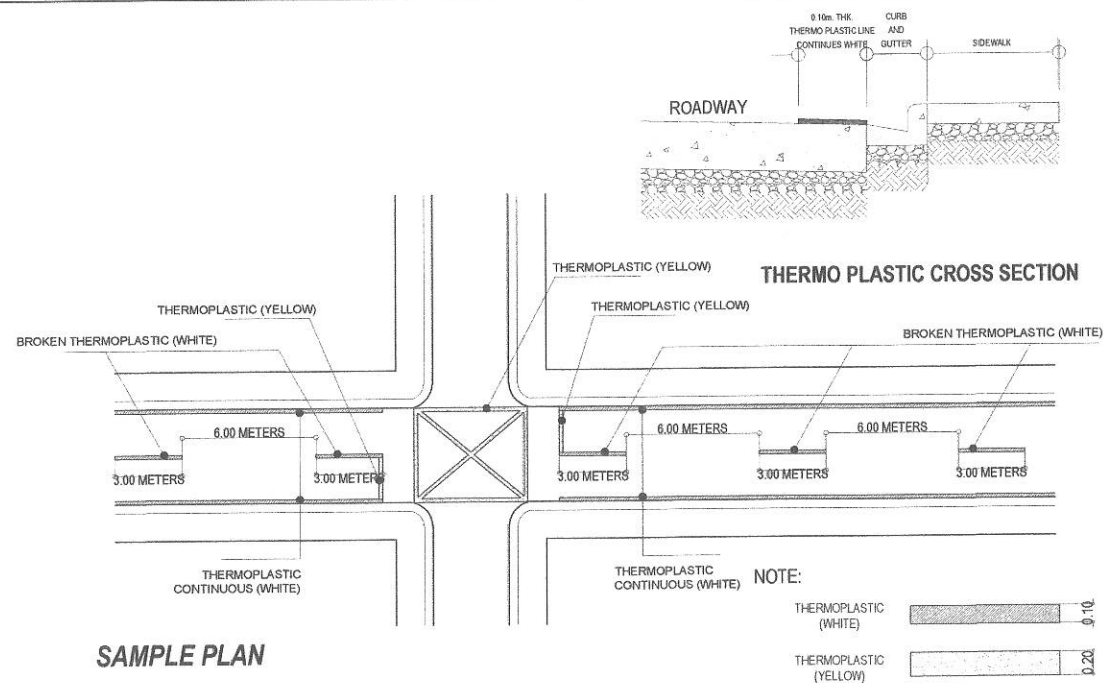 0.10m. THK.
THERMO PLASTIC LINE
CONTINUES WHITE
CURB
AND
GUTTER
SIDEWALK
ROADWAY
THERMO PLASTIC CROSS SECTION
THERMOPLASTIC (YELLOW)
THERMOPLASTIC (YELLOW)
THERMOPLASTIC (YELLOW)
BROKEN THERMOPLASTIC (WHITE)
BROKEN THERMOPLASTIC (WHITE)
6.00 METERS
6.00 METERS
6.00 METERS
3.00 METERS
3.00 METERS
3.00 METERS
3.00 METERS
3.00 METERS
THERMOPLASTIC
CONTINUOUS (WHITE)
THERMOPLASTIC
CONTINUOUS (WHITE)
NOTE:
THERMOPLASTIC
(WHITE)
0.10
THERMOPLASTIC
(YELLOW)
0.20
SAMPLE PLAN